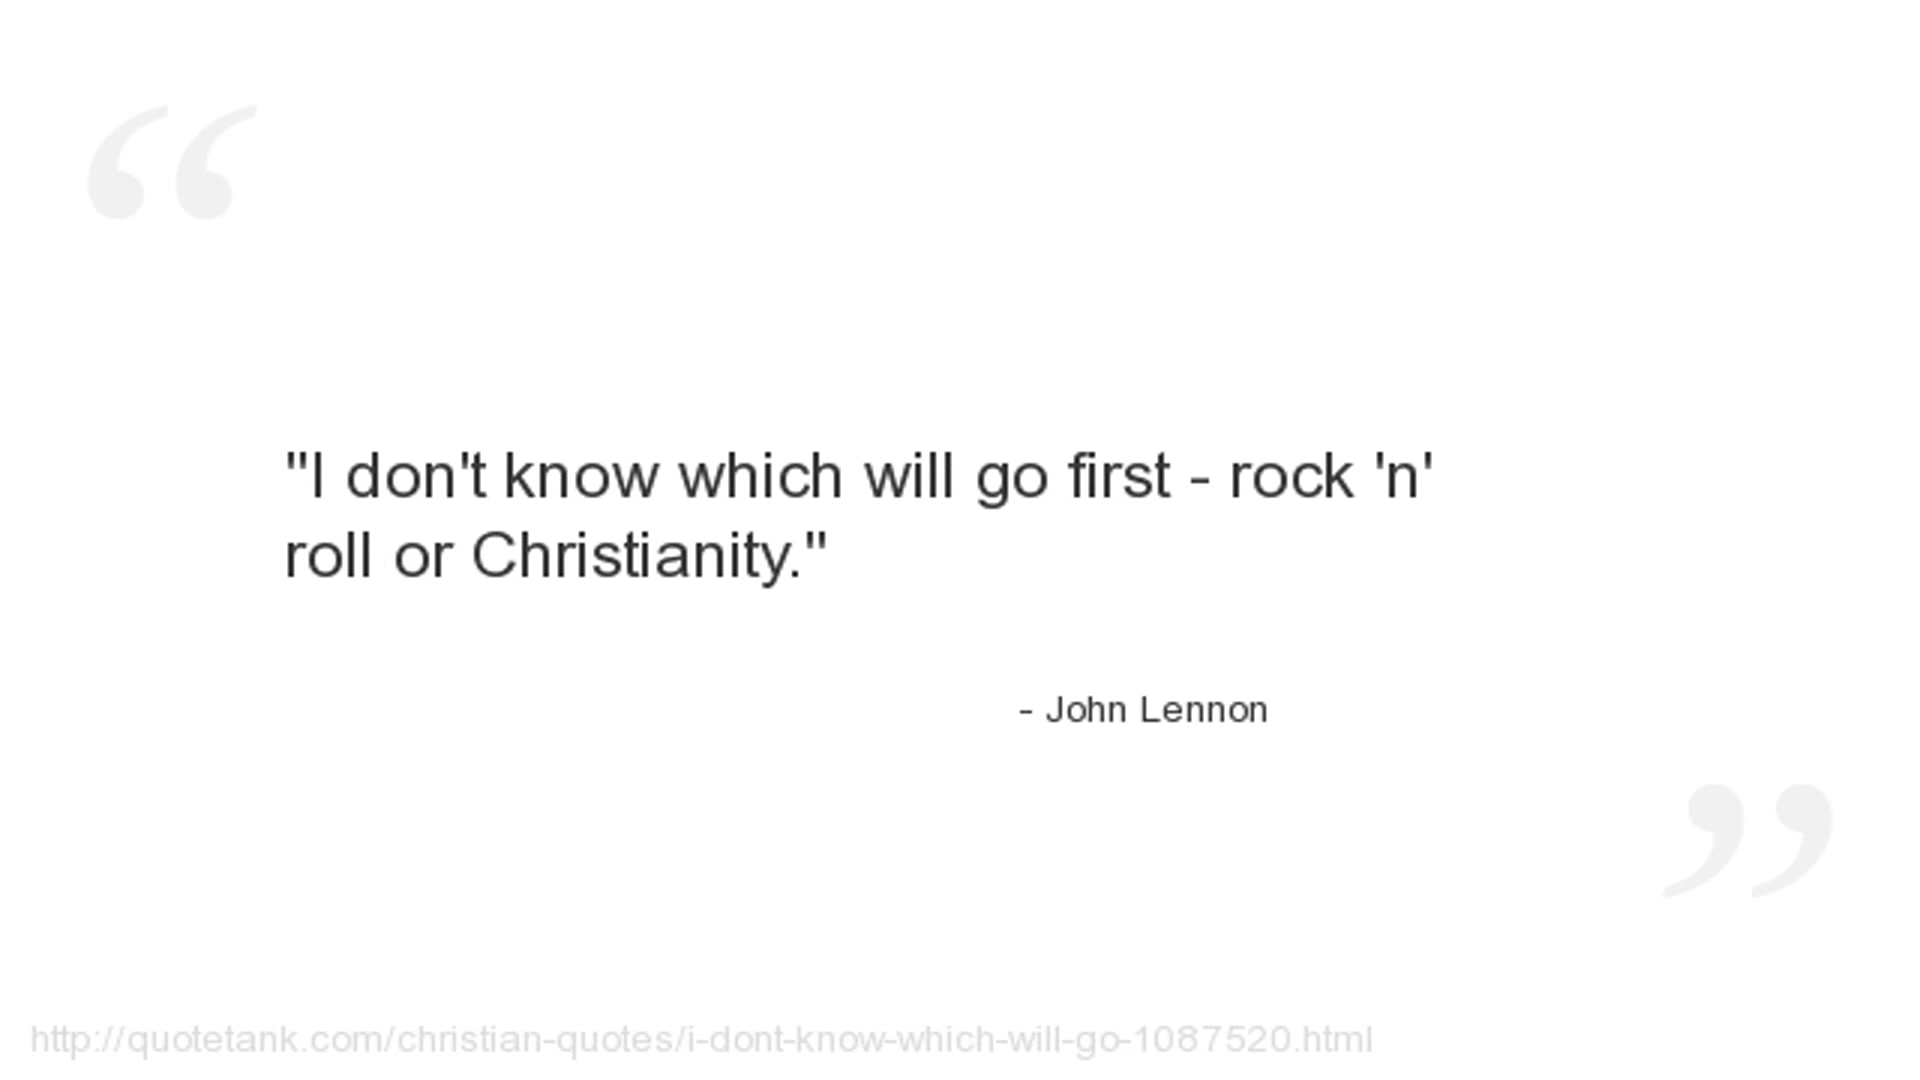 “
"I don't know which will go first - rock 'n'
roll or Christianity."
- John Lennon
”
http://quotetank.com/christian-quotes/i-dont-know-which-will-go-1087520.html